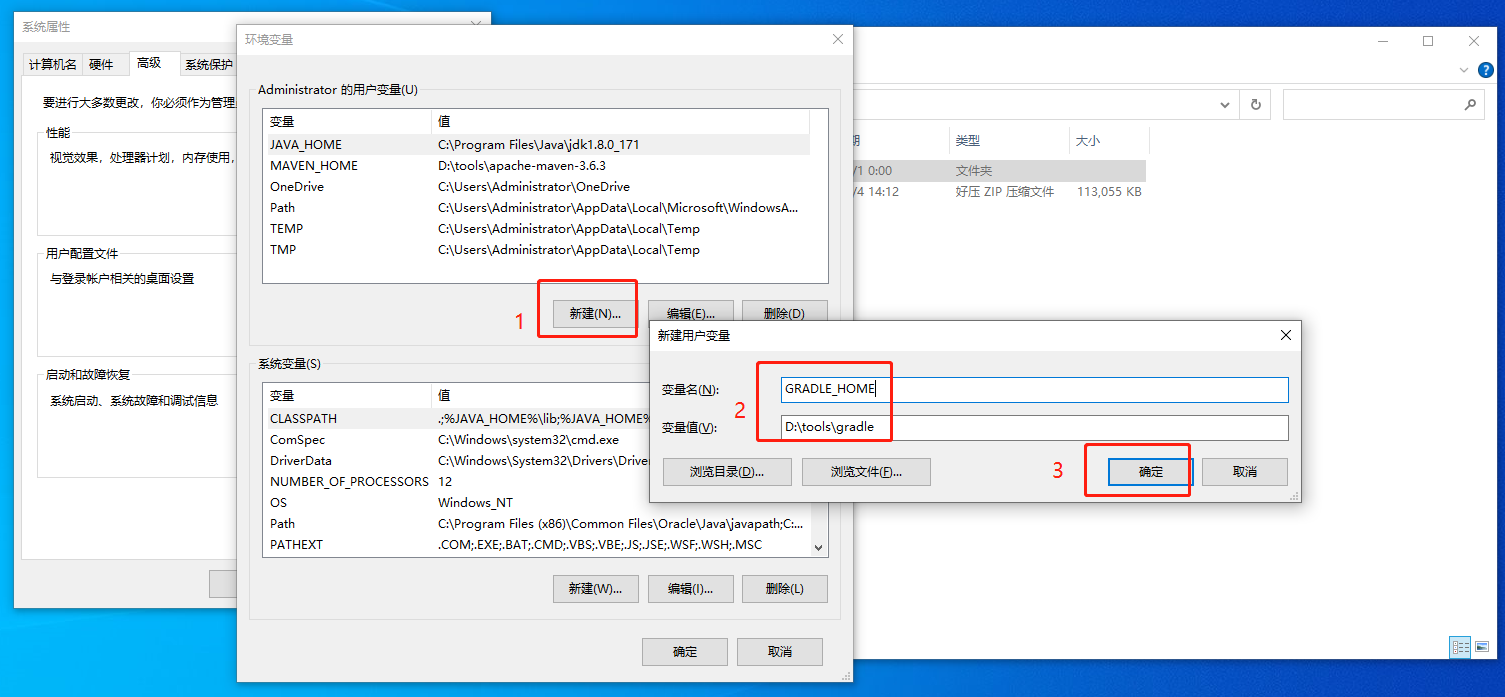 系统属性
计算机名 硬件 高级 系统保护
要进行大多数更改，你必须作为管理
性能
视觉效果，处理器计划，内存使用，
用户配置文件
与登录帐户相关的桌面设置
启动和故障恢复
系统启动、系统故障和调试信息
环境变量
Administrator 的用户变量(U)
变量 值
JAVA_HOME C:\Program Files\Java\jdk1.8.0_171
MAVEN_HOME D:\tools\apache-maven-3.6.3
OneDrive C:\Users\Administrator\OneDrive
Path C:\Users\Administrator\AppData\Local\Microsoft\WindowsA...
TEMP C:\Users\Administrator\AppData\Local\Temp
TMP C:\Users\Administrator\AppData\Local\Temp
1
新建(N)... 编辑(E)... 删除(D)
系统变量(S)
变量 值
CLASSPATH .;%JAVA_HOME%\lib;%JAVA_HOME%
ComSpec C:\Windows\system32\cmd.exe
DriverData C:\Windows\System32\Drivers\Drive
NUMBER_OF_PROCESSORS 12
OS Windows_NT
Path C:\Program Files (x86)\Common Files\Oracle\Java\javapath;C:...
PATHEXT .COM;.EXE;.BAT;.CMD;.VBS;.VBE;.JS;.JSE;.WSF;.WSH;.MSC
新建(W)... 编辑(I)... 删除(L)
确定 取消
新建用户变量
变量名(N): GRADLE_HOME
2
变量值(V): D:\tools\gradle
浏览目录(D)... 浏览文件(F)... 3 确定 取消
?
期 类型 大小
/1 0:00 文件夹
/4 14:12 好压 ZIP 压缩文件 113,055 KB